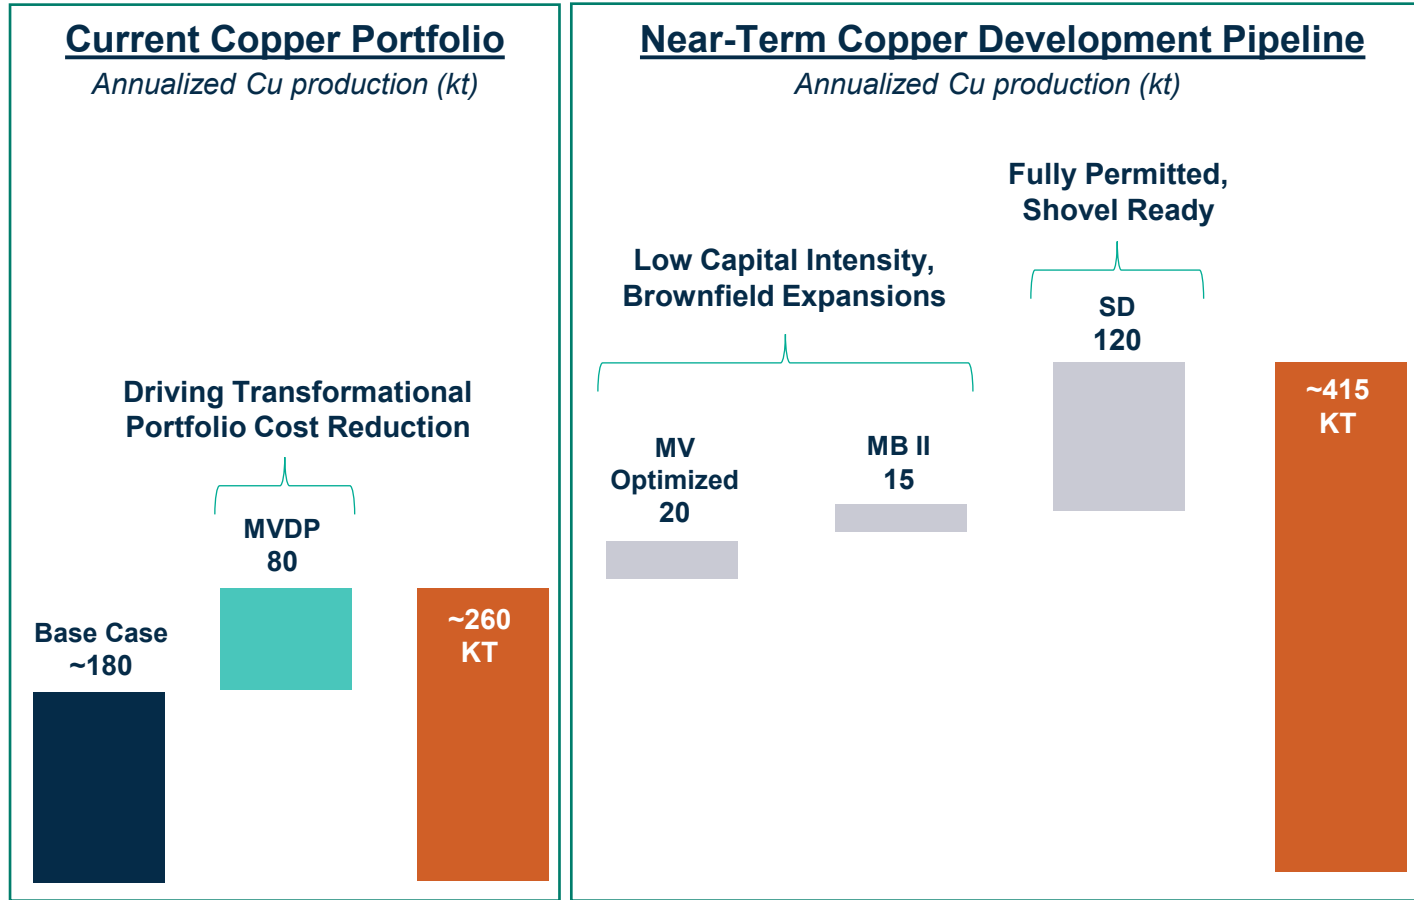 Current Copper Portfolio
Annualized Cu production (kt)
Driving Transformational
Portfolio Cost Reduction
MVDP
80
Base Case
~180
~260
KT
Near-Term Copper Development Pipeline
Annualized Cu production (kt)
Fully Permitted,
Shovel Ready
Low Capital Intensity,
Brownfield Expansions
SD
120
MV
Optimized
20
MB II
15
~415
KT